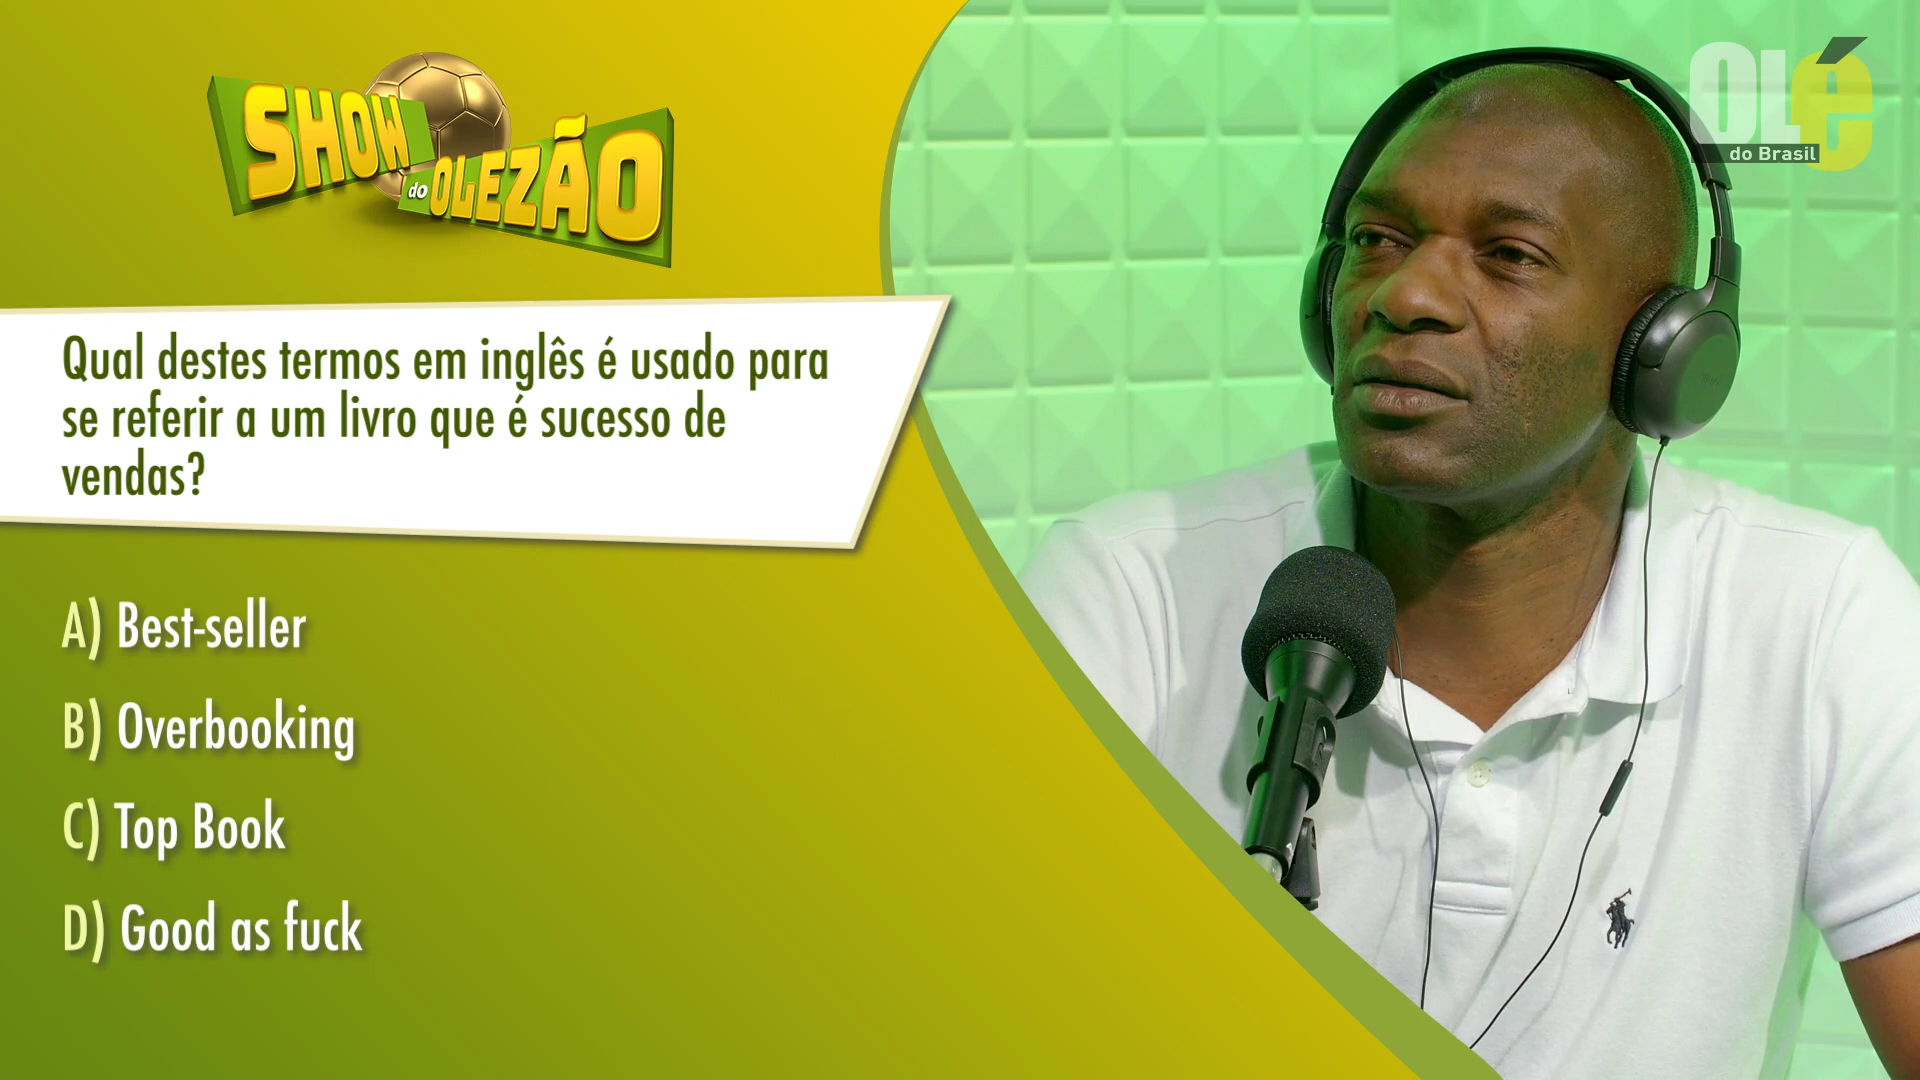 SHOW
do OLEZÃO
OLé
do Brasil
Qual destes termos em inglês é usado para
se referir a um livro que é sucesso de
vendas?
A) Best-seller
B) Overbooking
C) Top Book
D) Good as fuck